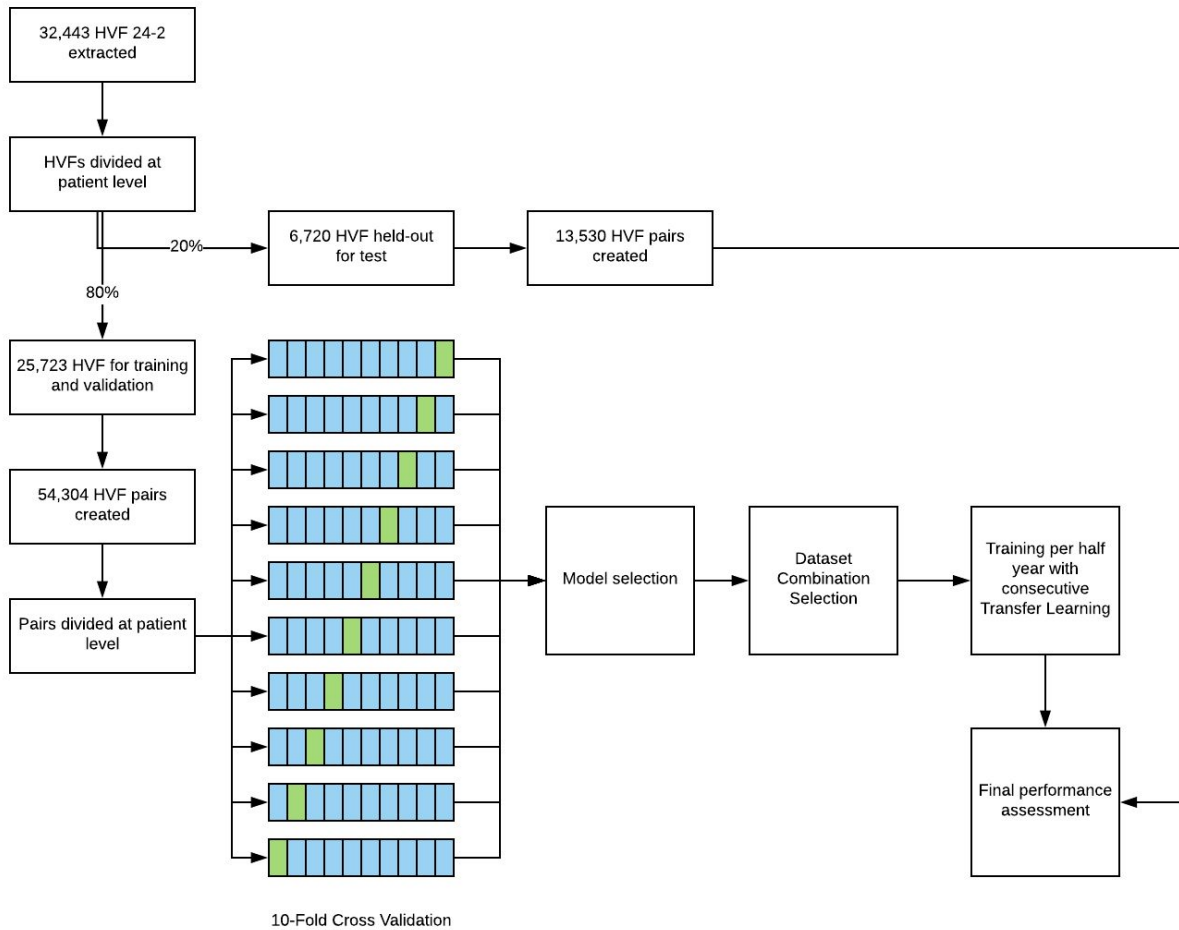 32,443 HVF 24-2
extracted
HVFs divided at
patient level
20%
6,720 HVF held-out
for test
13,530 HVF pairs
created
80%
25,723 HVF for training
and validation
54,304 HVF pairs
created
Pairs divided at patient
level
Model selection
Dataset
Combination
Selection
Training per half
year with
consecutive
Transfer Learning
Final performance
assessment
10-Fold Cross Validation